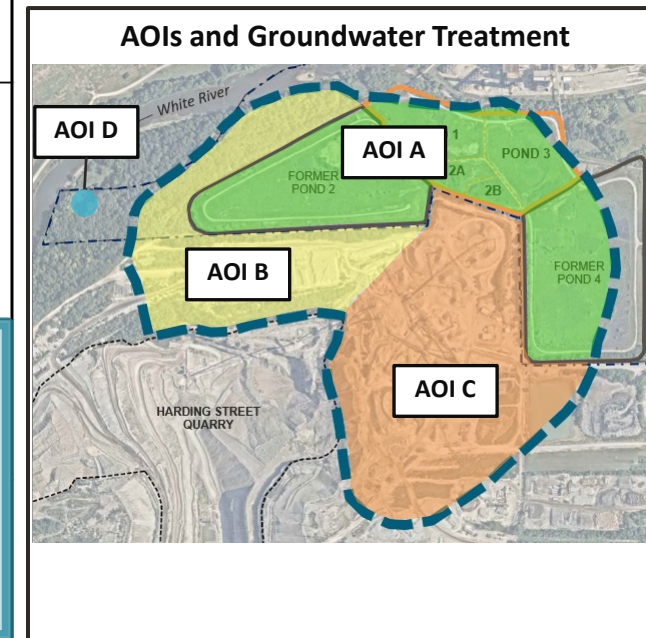 AOIs and Groundwater Treatment
White River
AOI D
AOI A
1
POND 3
2A
2B
FORMER
POND 2
AOI B
FORMER
POND 4
AOI C
HARDING STREET
QUARRY